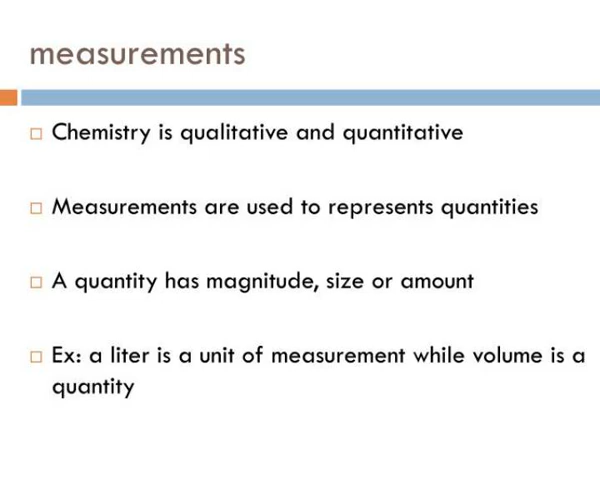 measurements
Chemistry is qualitative and quantitative
Measurements are used to represents quantities
A quantity has magnitude, size or amount
Ex: a liter is a unit of measurement while volume is a
quantity